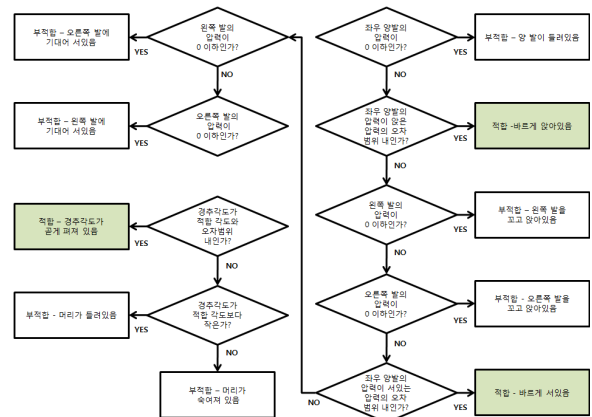 부적합 – 오른쪽 발에
기대어 서있음
YES
왼쪽 발의
압력이
0 이하인가?
NO
부적합 – 왼쪽 발에
기대어 서있음
YES
오른쪽 발의
압력이
0 이하인가?
적합 – 경추각도가
곧게 펴져 있음
YES
경추각도가
적합 각도와
오차범위
내인가?
NO
부적합 - 머리가 들려있음
YES
경추각도가
적합 각도보다
작은가?
NO
부적합 – 머리가
숙여져 있음
좌우 양발의
압력이
0 이하인가?
YES
부적합 – 양 발이 들려있음
NO
좌우 양발의
압력이 앉은
압력의 오차
범위 내인가?
YES
적합 -바르게 앉아있음
NO
왼쪽 발의
압력이
0 이하인가?
YES
부적합 – 왼쪽 발을
꼬고 앉아있음
NO
오른쪽 발의
압력이
0 이하인가?
YES
부적합 - 오른쪽 발을
꼬고 앉아있음
NO
좌우 양발의
압력이 서있는
압력의 오차
범위 내인가?
NO
YES
적합 - 바르게 서있음